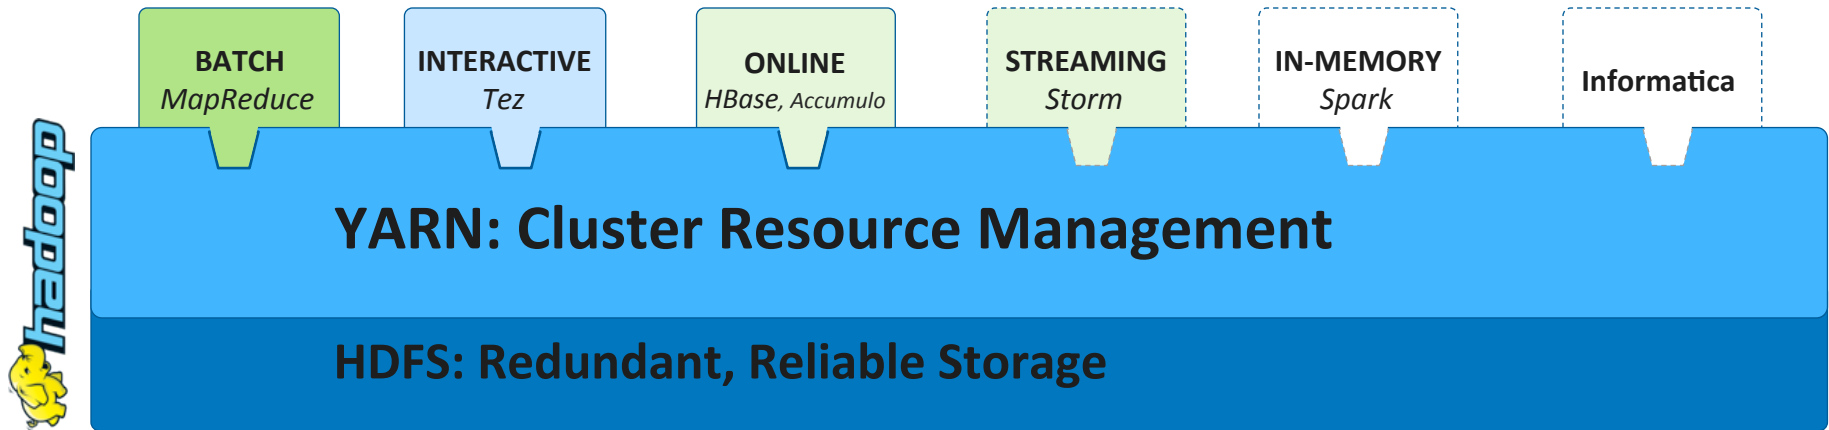 BATCH
MapReduce
INTERACTIVE
Tez
ONLINE
HBase, Accumulo
STREAMING
Storm
IN-MEMORY
Spark
Informatica
hadoop
YARN: Cluster Resource Management
HDFS: Redundant, Reliable Storage